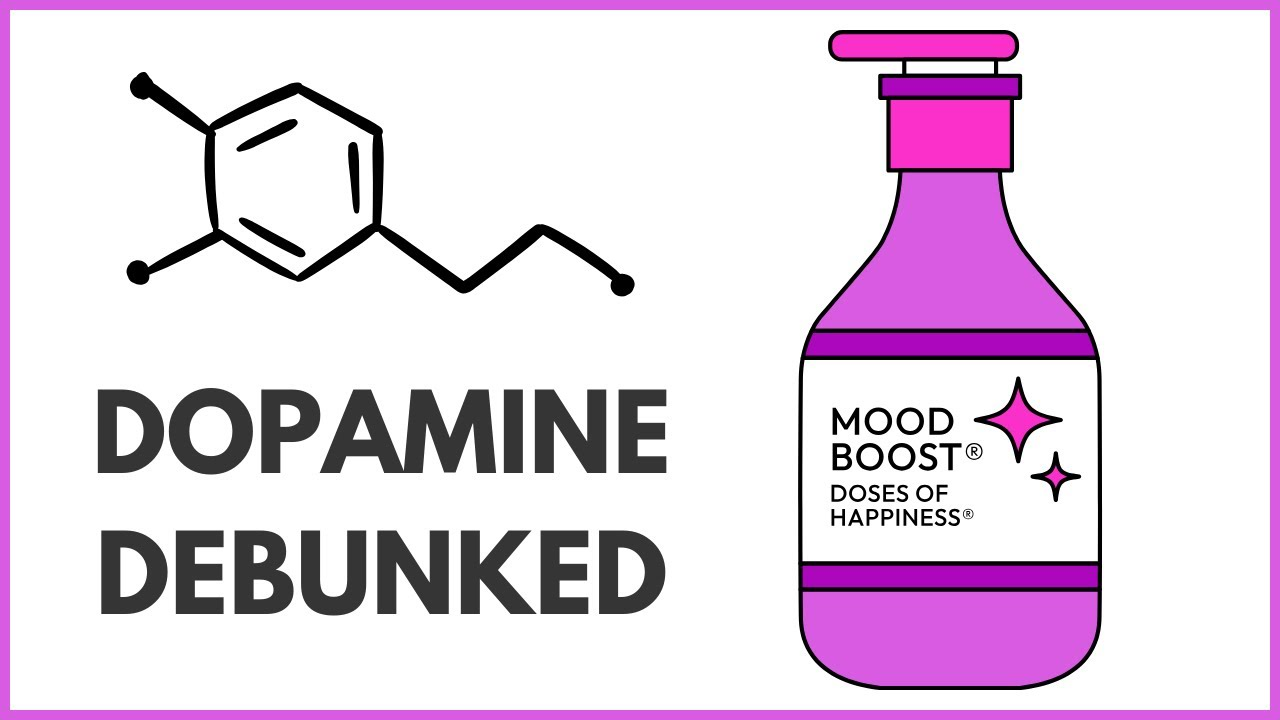 DOPAMINE
DEBUNKED
MOOD
BOOST®
DOSES OF
HAPPINESS®